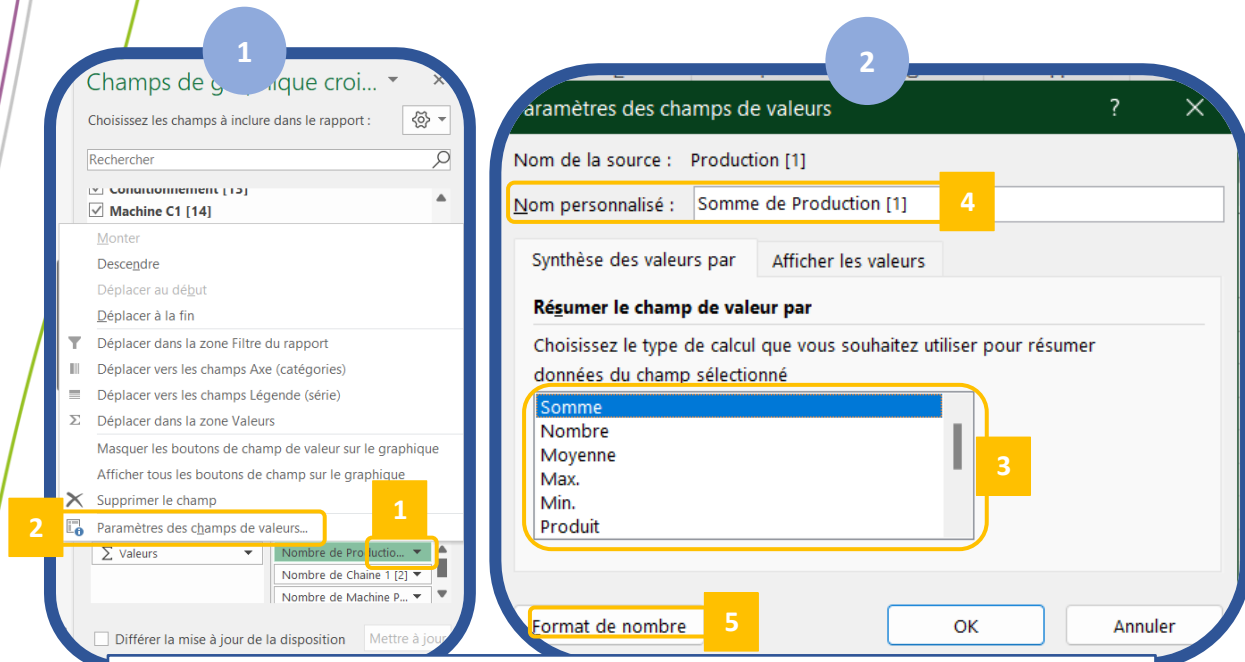 1
Champs de g ique croi...
Choisissez les champs à inclure dans le rapport :
Rechercher
Conditionnement [13]
Machine C1 [14]
Monter
Descendre
Déplacer au début
Déplacer à la fin
Déplacer dans la zone Filtre du rapport
Déplacer vers les champs Axe (catégories)
Déplacer vers les champs Légende (série)
Σ Déplacer dans la zone Valeurs
Masquer les boutons de champ de valeur sur le graphique
Afficher tous les boutons de champ sur le graphique
Supprimer le champ
1
2
Paramètres des champs de valeurs...
Σ Valeurs
Nombre de Productio...
Nombre de Chaine 1 [2]
Nombre de Machine P...
Différer la mise à jour de la disposition
Mettre à jour
2
aramètres des champs de valeurs ? ×
Nom de la source : Production [1]
Nom personnalisé : Somme de Production [1]
4
Synthèse des valeurs par
Afficher les valeurs
Résumer le champ de valeur par
Choisissez le type de calcul que vous souhaitez utiliser pour résumer
données du champ sélectionné
Somme
Nombre
Moyenne
Max.
Min.
Produit
3
Format de nombre
5
OK
Annuler